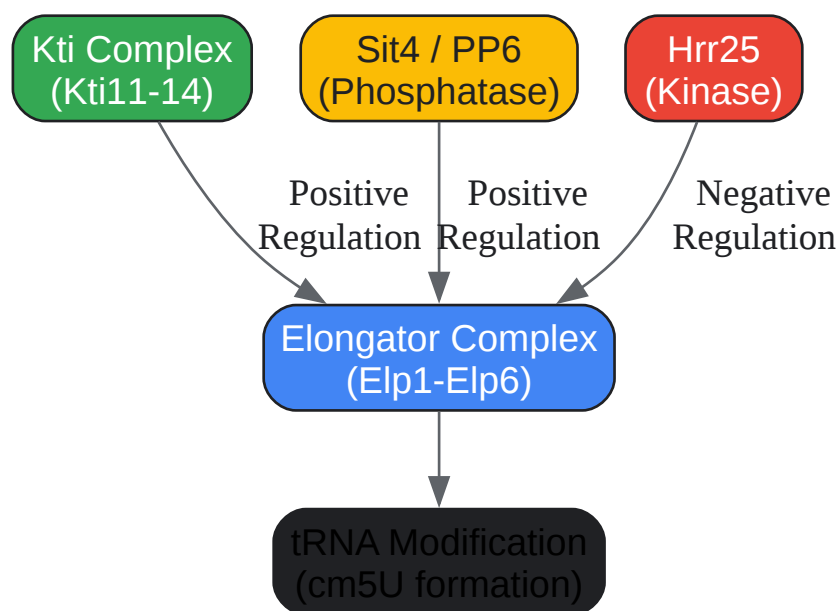 Kti Complex
(Kti11-14)
Sit4 / PP6
(Phosphatase)
Hrr25
(Kinase)
Positive
Regulation
Positive
Regulation
Negative
Regulation
Elongator Complex
(Elp1-Elp6)
tRNA Modification
(cm5U formation)